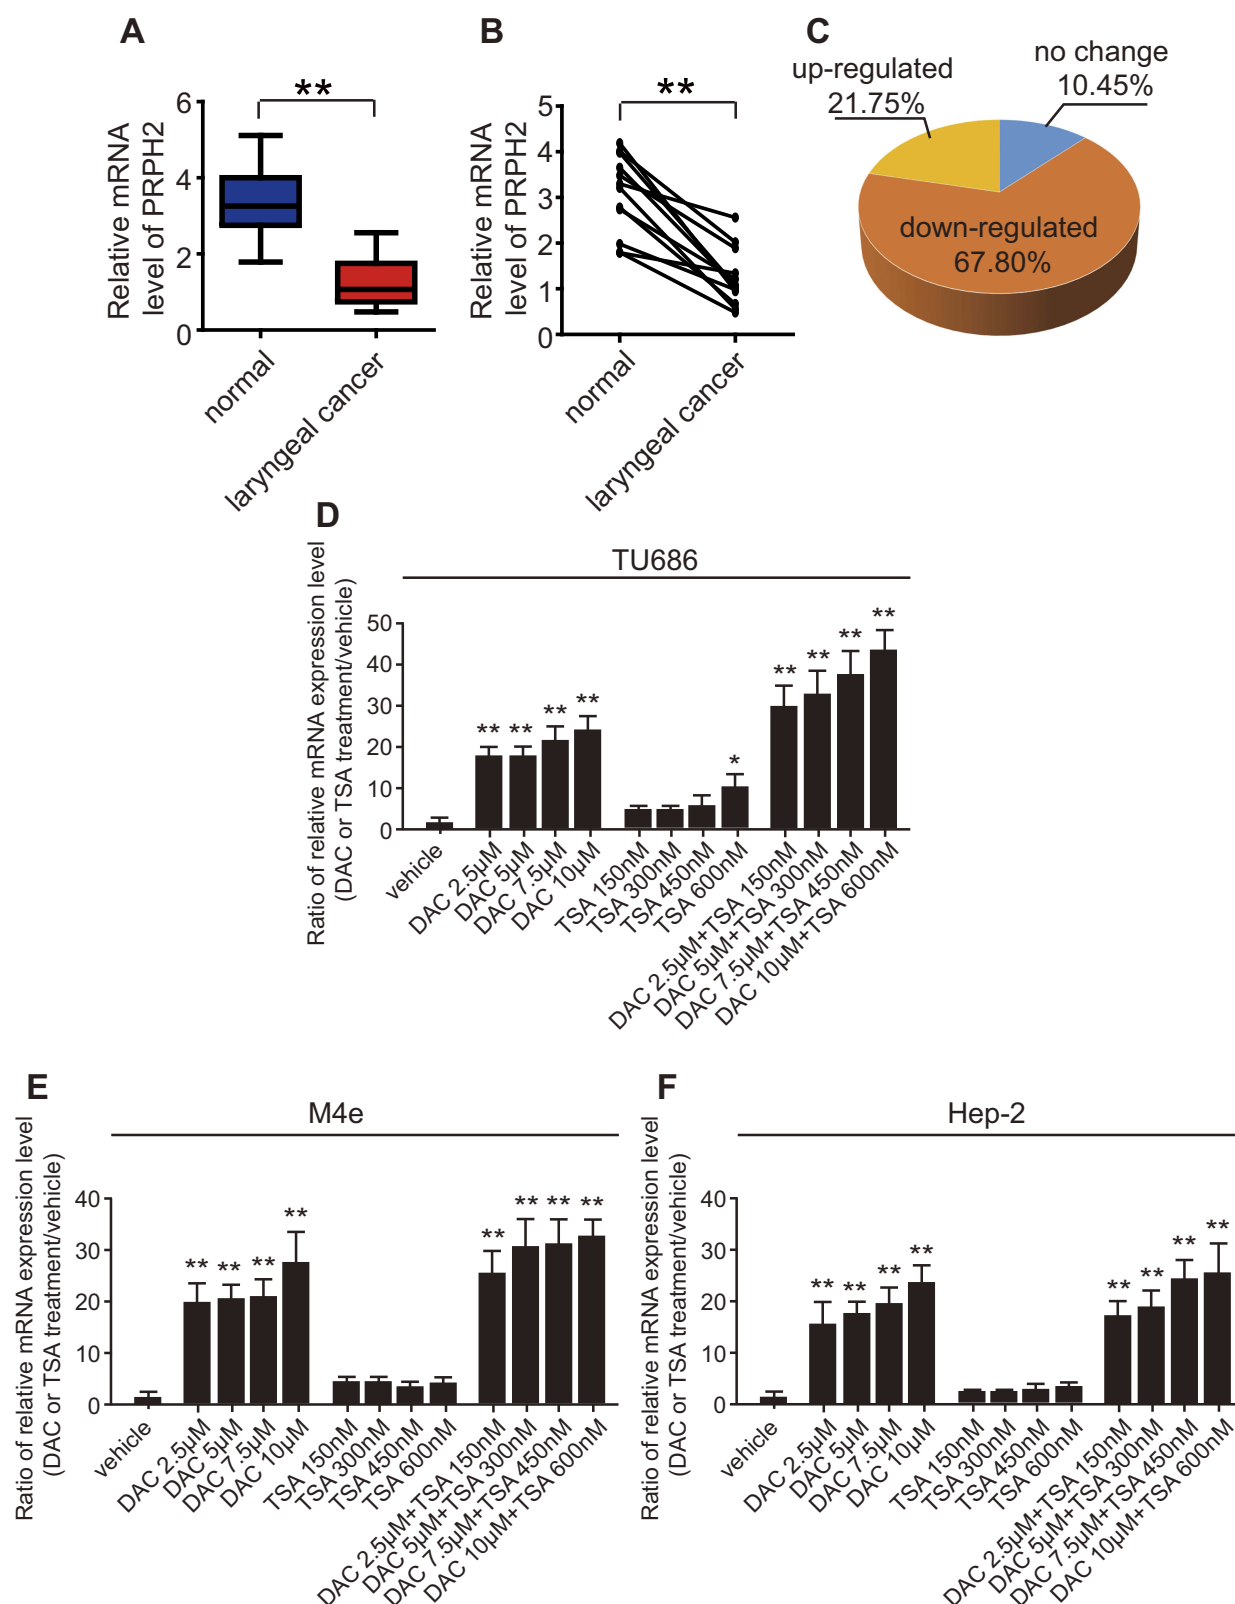 A
B
C
Relative mRNA
level of PRPH2
6
4
2
0
**
normal
laryngeal cancer
Relative mRNA
level of PRPH2
5
4
3
2
1
0
**
normal
laryngeal cancer
up-regulated
21.75%
no change
10.45%
down-regulated
67.80%
D
TU686
Ratio of relative mRNA expression level
(DAC or TSA treatment/vehicle)
50
40
30
20
10
0
** ** ** **
*
** ** ** **
vehicle
DAC 2.5µM
DAC 5µM
DAC 7.5µM
DAC 10µM
TSA 150nM
TSA 300nM
TSA 450nM
TSA 600nM
DAC 2.5µM+TSA 150nM
DAC 5µM+TSA 300nM
DAC 7.5µM+TSA 450nM
DAC 10µM+TSA 600nM
E
M4e
Ratio of relative mRNA expression level
(DAC or TSA treatment/vehicle)
40
30
20
10
0
** ** ** **
** ** ** **
vehicle
DAC 2.5µM
DAC 5µM
DAC 7.5µM
DAC 10µM
TSA 150nM
TSA 300nM
TSA 450nM
TSA 600nM
DAC 2.5µM+TSA 150nM
DAC 5µM+TSA 300nM
DAC 7.5µM+TSA 450nM
DAC 10µM+TSA 600nM
F
Hep-2
Ratio of relative mRNA expression level
(DAC or TSA treatment/vehicle)
40
30
20
10
0
** ** ** **
** ** ** **
vehicle
DAC 2.5µM
DAC 5µM
DAC 7.5µM
DAC 10µM
TSA 150nM
TSA 300nM
TSA 450nM
TSA 600nM
DAC 2.5µM+TSA 150nM
DAC 5µM+TSA 300nM
DAC 7.5µM+TSA 450nM
DAC 10µM+TSA 600nM